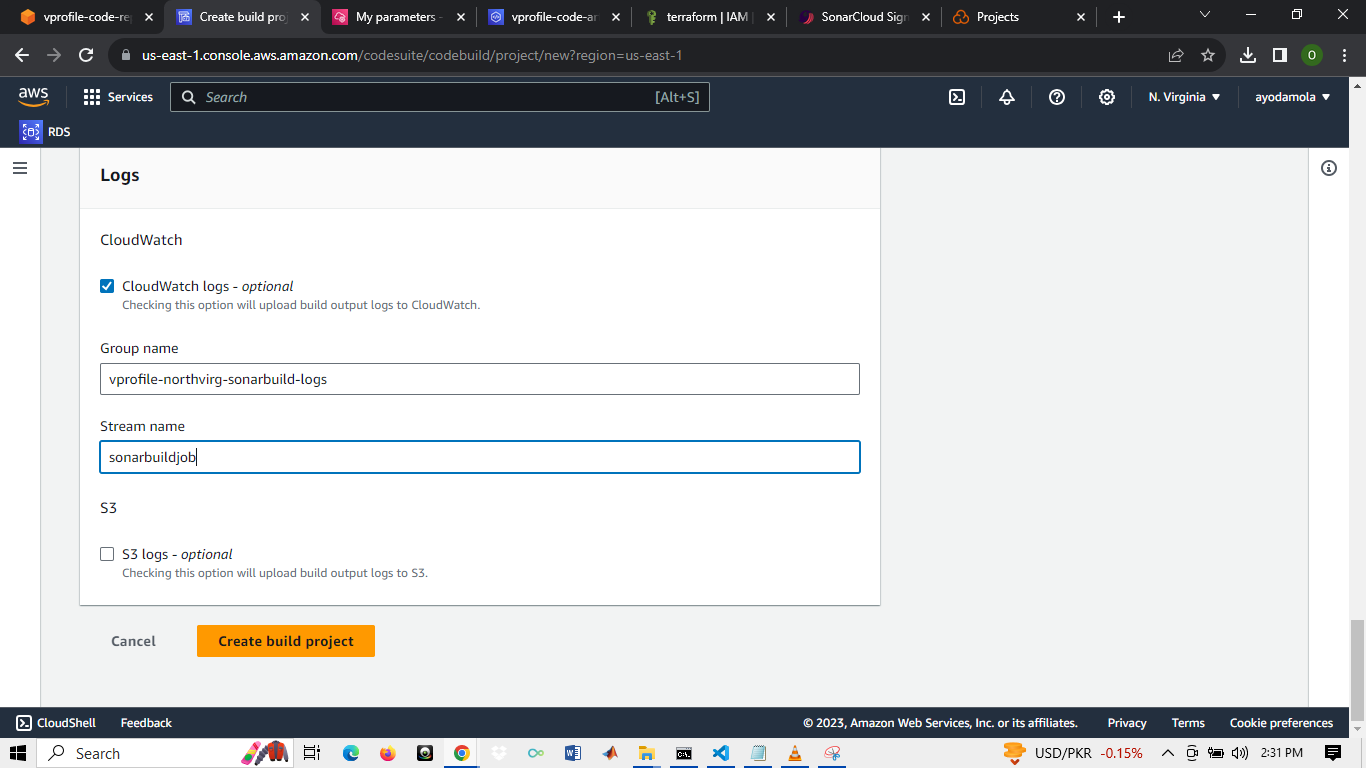 vprofile-code-rep
Create build proj
My parameters -
vprofile-code-ar
terraform | IAM |
SonarCloud Sign
Projects
us-east-1.console.aws.amazon.com/codesuite/codebuild/project/new?region=us-east-1
O
aws
Services
Search
[Alt+S]
N. Virginia
ayodamola
RDS
Logs
CloudWatch
CloudWatch logs - optional
Checking this option will upload build output logs to CloudWatch.
Group name
vprofile-northvirg-sonarbuild-logs
Stream name
sonarbuildjob
S3
S3 logs - optional
Checking this option will upload build output logs to S3.
Cancel
Create build project
CloudShell
Feedback
© 2023, Amazon Web Services, Inc. or its affiliates.
Privacy
Terms
Cookie preferences
Search
USD/PKR -0.15%
2:31 PM